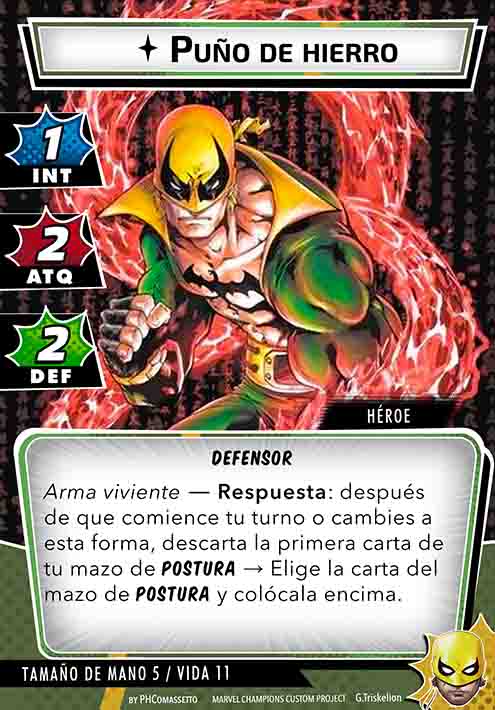 Puño de hierro
1
INT
2
ATQ
2
DEF
HÉROE
DEFENSOR
Arma viviente — Respuesta: después
de que comience tu turno o cambies a
esta forma, descarta la primera carta de
tu mazo de POSTURA → Elige la carta del
mazo de POSTURA y colócala encima.
TAMAÑO DE MANO 5 / VIDA 11
BY PHCOMASSETTO MARVEL CHAMPIONS CUSTOM PROJECT G.Triskelion